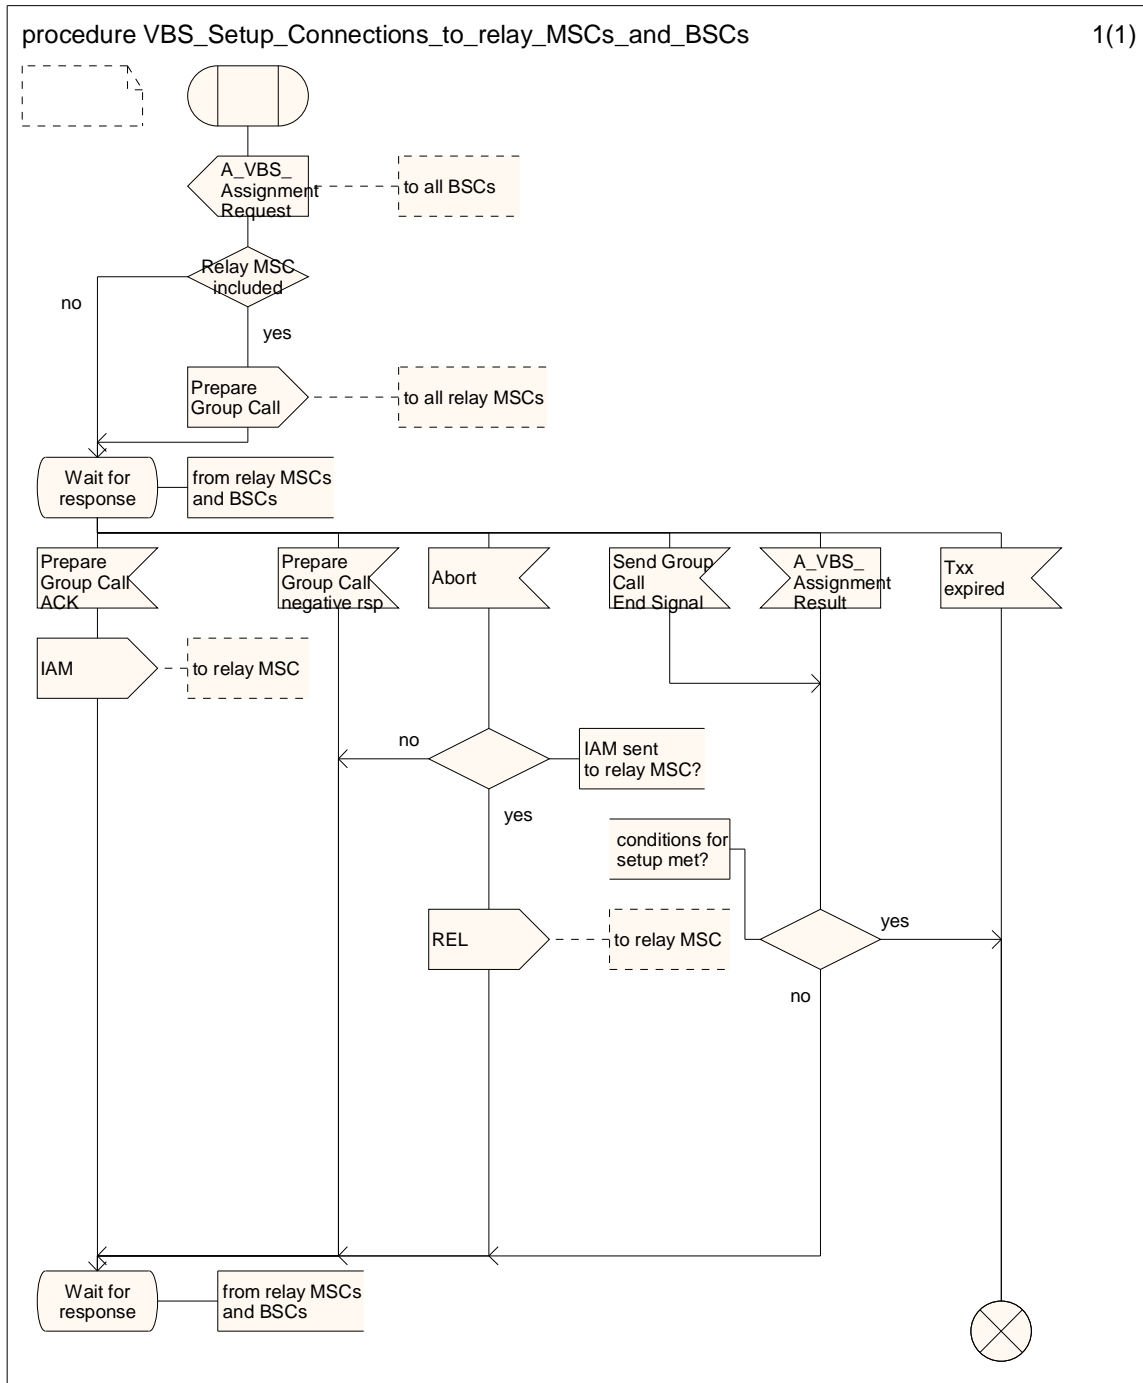 procedure VBS_Setup_Connections_to_relay_MSCs_and_BSCs
1(1)
A_VBS_
Assignment
Request
to all BSCs
Relay MSC
included
no
yes
Prepare
Group Call
to all relay MSCs
Wait for
response
from relay MSCs
and BSCs
Prepare
Group Call
ACK
Prepare
Group Call
negative rsp
Abort
Send Group
Call
End Signal
A_VBS_
Assignment
Result
Txx
expired
IAM
to relay MSC
no
IAM sent
to relay MSC?
yes
conditions for
setup met?
REL
to relay MSC
yes
no
Wait for
response
from relay MSCs
and BSCs